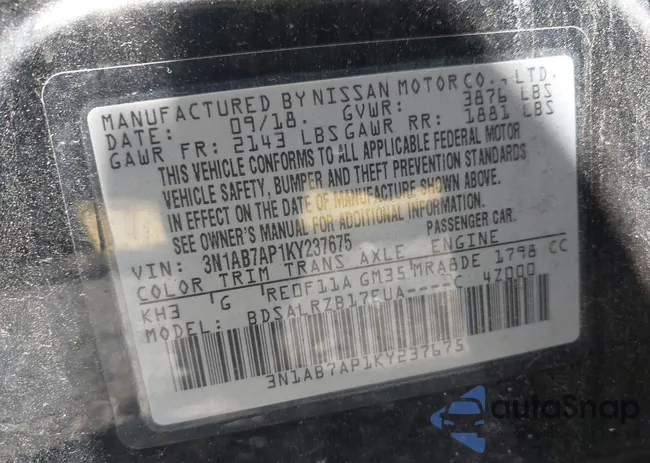 MANUFACTURED BY NISSAN MOTOR CO., LTD.
DATE: 09/18. GVWR: 3876 LBS
GAWR FR: 2143 LBS GAWR RR: 1881 LBS
THIS VEHICLE CONFORMS TO ALL APPLICABLE FEDERAL MOTOR
VEHICLE SAFETY, BUMPER AND THEFT PREVENTION STANDARDS
IN EFFECT ON THE DATE OF MANUFACTURE SHOWN ABOVE.
SEE OWNER'S MANUAL FOR ADDITIONAL INFORMATION.
VIN: 3N1AB7AP1KY237675 PASSENGER CAR.
COLOR TRIM TRANS AXLE ENGINE
KH3 G RE0F11A GM35 MRA8DE 1798 CC
MODEL: BDSALRZB17EUA----C 4Z000
3N1AB7AP1KY237675
autoSnap